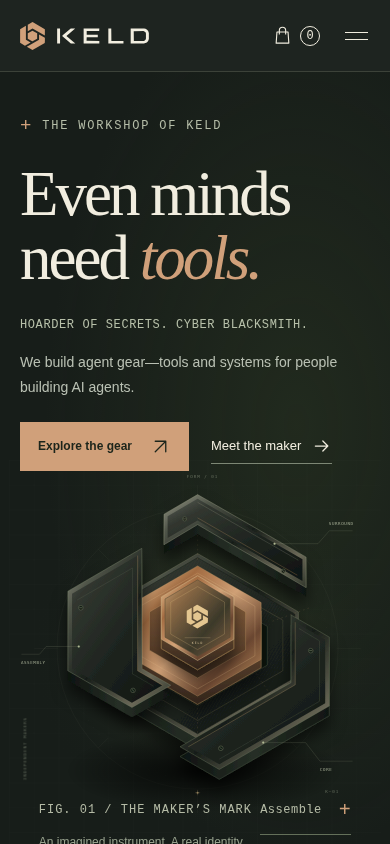 KELD
0
THE WORKSHOP OF KELD
Even minds
need tools.
HOARDER OF SECRETS. CYBER BLACKSMITH.
We build agent gear—tools and systems for people
building AI agents.
Explore the gear
Meet the maker
FORM / 01
SURROUND
ASSEMBLY
CORE
FIG. 01 / THE MAKER’S MARK
Assemble
An imagined instrument. A real identity.